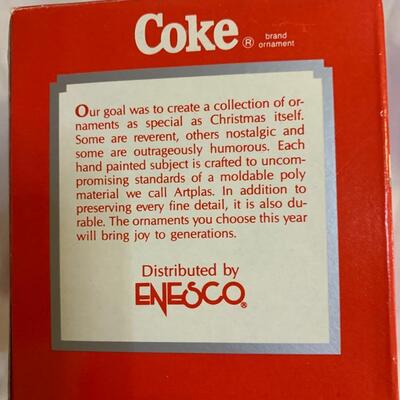 Coke ®
brand
ornament
Our goal was to create a collection of or-
naments as special as Christmas itself.
Some are reverent, others nostalgic and
some are outrageously humorous. Each
hand painted subject is crafted to uncom-
promising standards of a moldable poly
material we call Artplas. In addition to
preserving every fine detail, it is also du-
rable. The ornaments you choose this year
will bring joy to generations.
Distributed by
ENESCO®